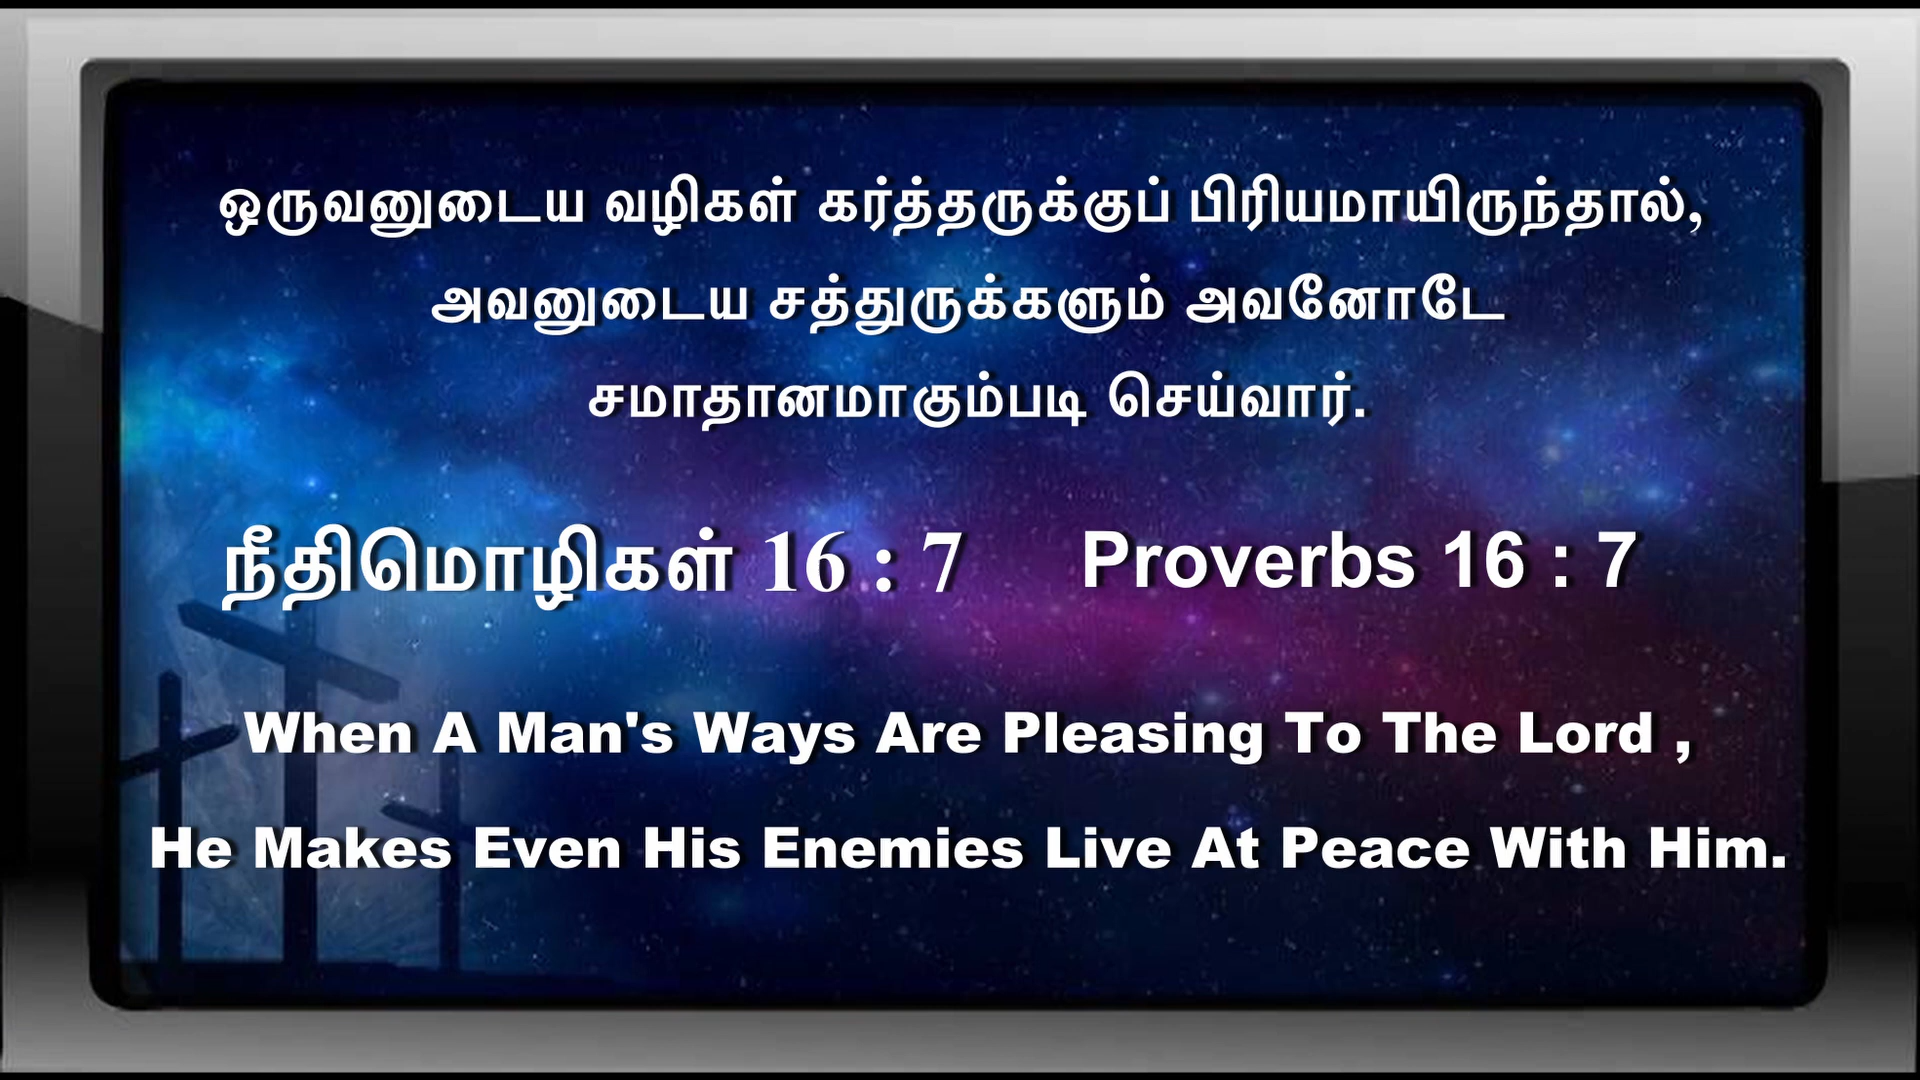 ஒருவனுடைய வழிகள் கர்த்தருக்குப் பிரியமாயிருந்தால்,
அவனுடைய சத்துருக்களும் அவனோடே
சமாதானமாகும்படி செய்வார்.
நீதிமொழிகள் 16 : 7 Proverbs 16 : 7
When A Man's Ways Are Pleasing To The Lord ,
He Makes Even His Enemies Live At Peace With Him.